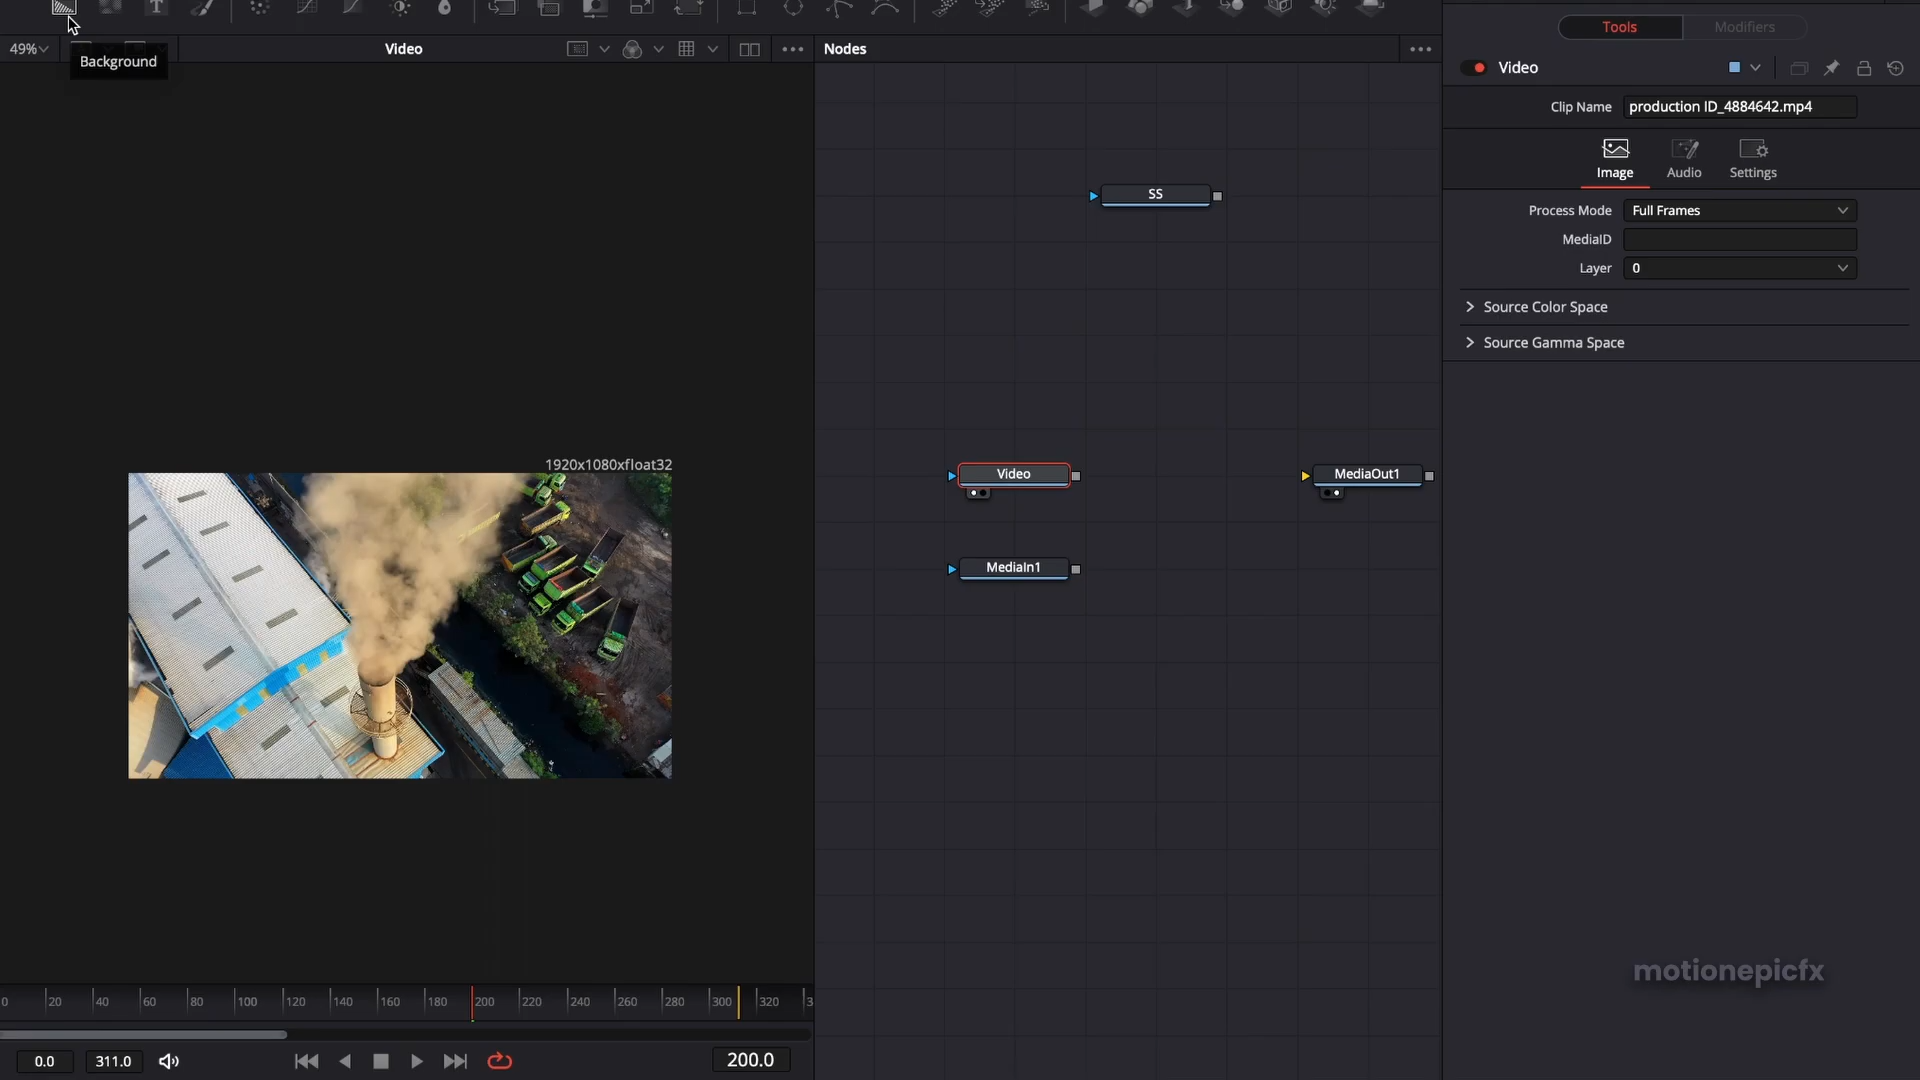 T
49%
Video
Nodes
Background
Tools
Modifiers
Video
Clip Name
production ID_4884642.mp4
Image
Audio
Settings
Process Mode
Full Frames
MediaID
Layer
0
Source Color Space
Source Gamma Space
SS
Video
MediaOut1
MediaIn1
1920x1080xfloat32
motionepicfx
0 20 40 60 80 100 120 140 160 180 200 220 240 260 280 300 320 3
0.0
311.0
200.0